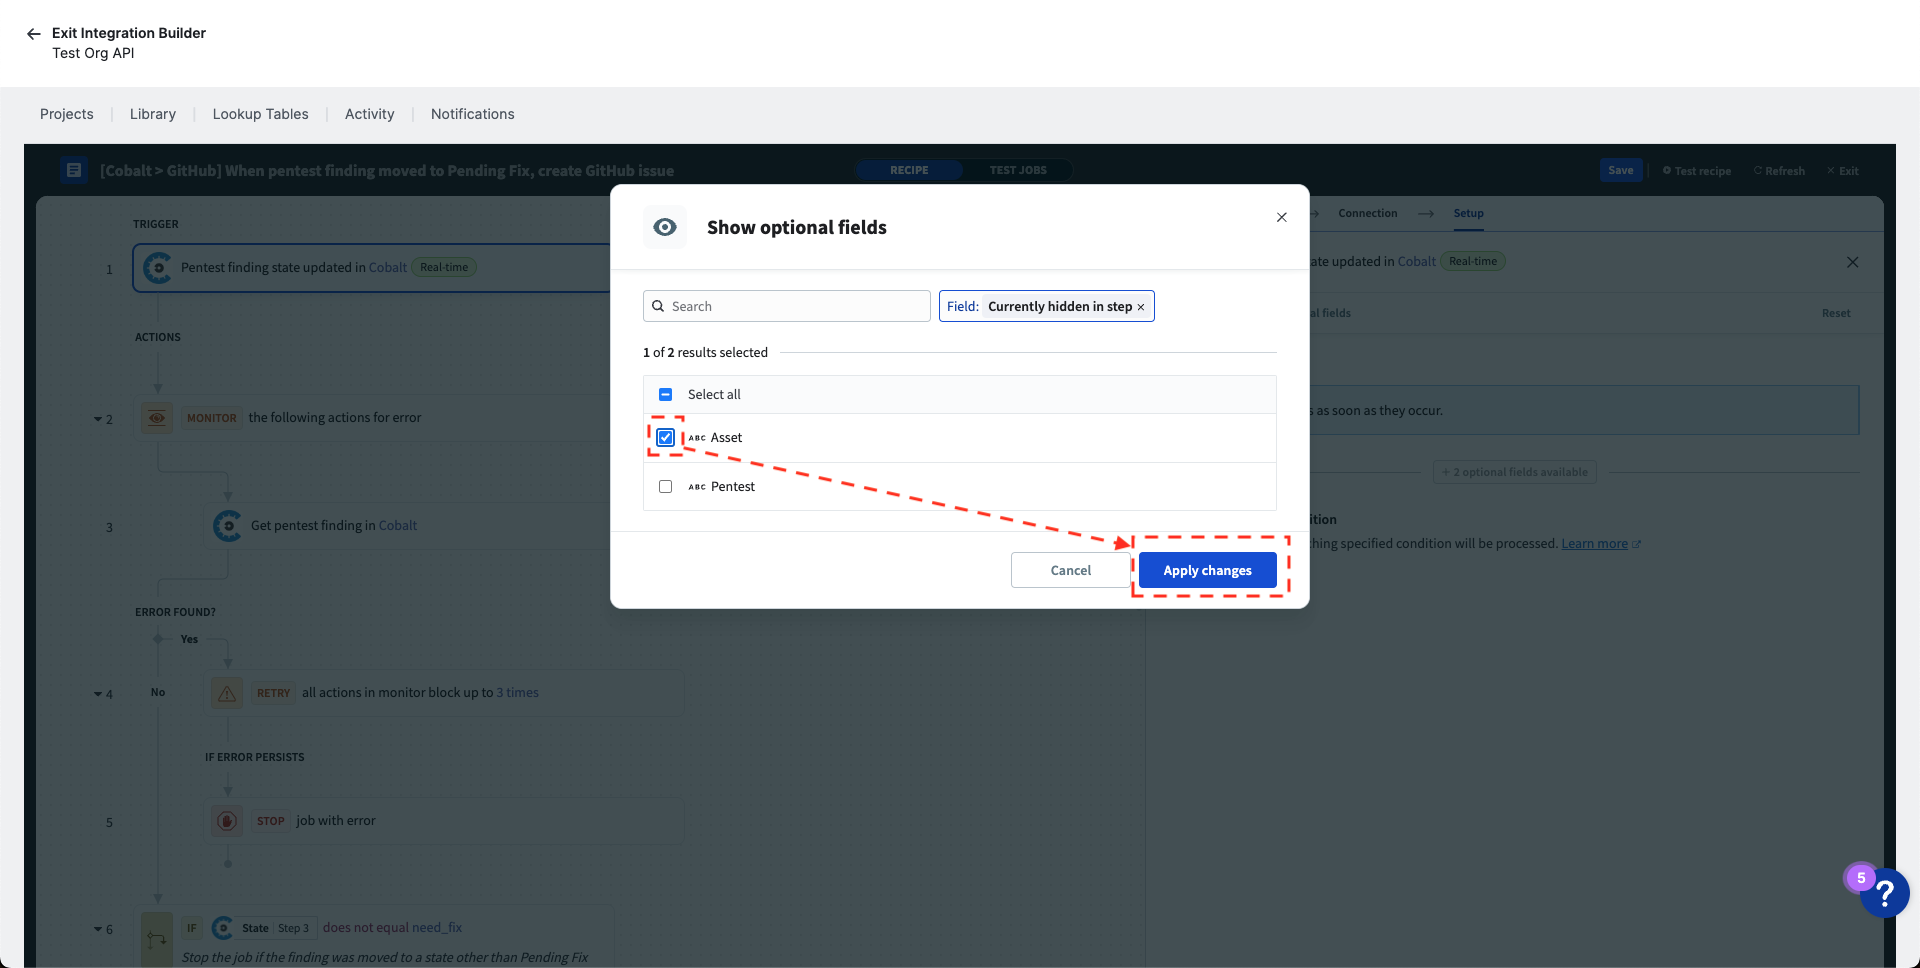 Exit Integration Builder
Test Org API
Projects
Library
Lookup Tables
Activity
Notifications
[Cobalt > GitHub] When pentest finding moved to Pending Fix, create GitHub issue
RECIPE
TEST JOBS
Save
Test recipe
Refresh
Exit
TRIGGER
1
Pentest finding state updated in Cobalt Real-time
ACTIONS
2
MONITOR the following actions for error
3
Get pentest finding in Cobalt
ERROR FOUND?
Yes
No
4
RETRY all actions in monitor block up to 3 times
IF ERROR PERSISTS
5
STOP job with error
6
IF State Step 3 does not equal need_fix
Stop the job if the finding was moved to a state other than Pending Fix
Show optional fields
Search
Field: Currently hidden in step ×
1 of 2 results selected
Select all
ABC Asset
ABC Pentest
Cancel
Apply changes
Connection
Setup
ate updated in Cobalt Real-time
al fields
Reset
s as soon as they occur.
+ 2 optional fields available
ition
hing specified condition will be processed. Learn more
5
?